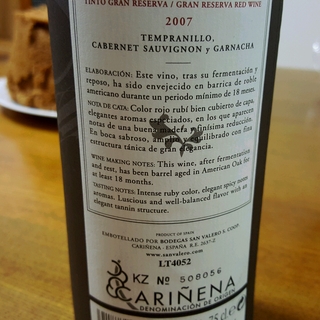 TINTO GRAN RESERVA / GRAN RESERVA RED WINE
2007
TEMPRANILLO,
CABERNET SAUVIGNON y GARNACHA
ELABORACIÓN: Este vino, tras su fermentación y
reposo, ha sido envejecido en barrica de roble
americano durante un periodo mínimo de 18 meses.
NOTA DE CATA: Color rojo rubí bien cubierto de capa,
elegantes aromas especiados, en los que aparecen
notas de una buena madera y finísima reducción.
En boca sabroso, amplio y equilibrado con fina
estructura tánica de gran elegancia.
WINE MAKING NOTES: This wine, after fermentation
and rest, has been barrel aged in American Oak for
at least 18 months.
TASTING NOTES: Intense ruby color, elegant spicy notes
aromas. Luscious and well-balanced flavor with an
elegant tannin structure.
PRODUCT OF SPAIN
EMBOTELLADO POR BODEGAS SAN VALERO S. COOP.
CARIÑENA - ESPAÑA R.E.
www.sanvalero.com
LT4052
KZ Nº 508056
CARIÑENA
DENOMINACIÓN DE ORIGEN
75cl e